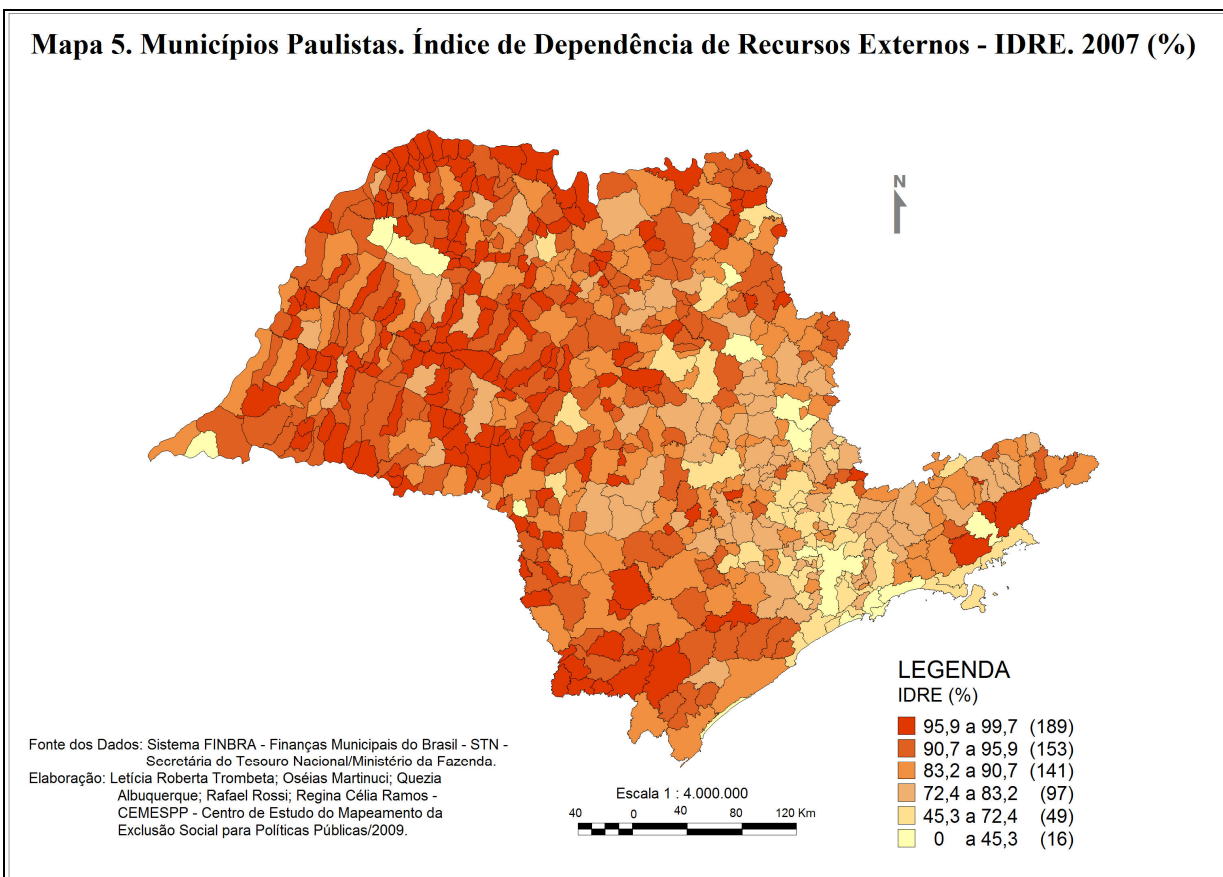 Mapa 5. Municípios Paulistas. Índice de Dependência de Recursos Externos - IDRE. 2007 (%)
N
LEGENDA
IDRE (%)
95,9 a 99,7 (189)
90,7 a 95,9 (153)
83,2 a 90,7 (141)
72,4 a 83,2 (97)
45,3 a 72,4 (49)
0 a 45,3 (16)
Fonte dos Dados: Sistema FINBRA - Finanças Municipais do Brasil - STN -
Secretária do Tesouro Nacional/Ministério da Fazenda.
Elaboração: Letícia Roberta Trombeta; Oséias Martinuci; Quezia
Albuquerque; Rafael Rossi; Regina Célia Ramos -
CEMESPP - Centro de Estudo do Mapeamento da
Exclusão Social para Políticas Públicas/2009.
Escala 1 : 4.000.000
40 0 40 80 120 Km